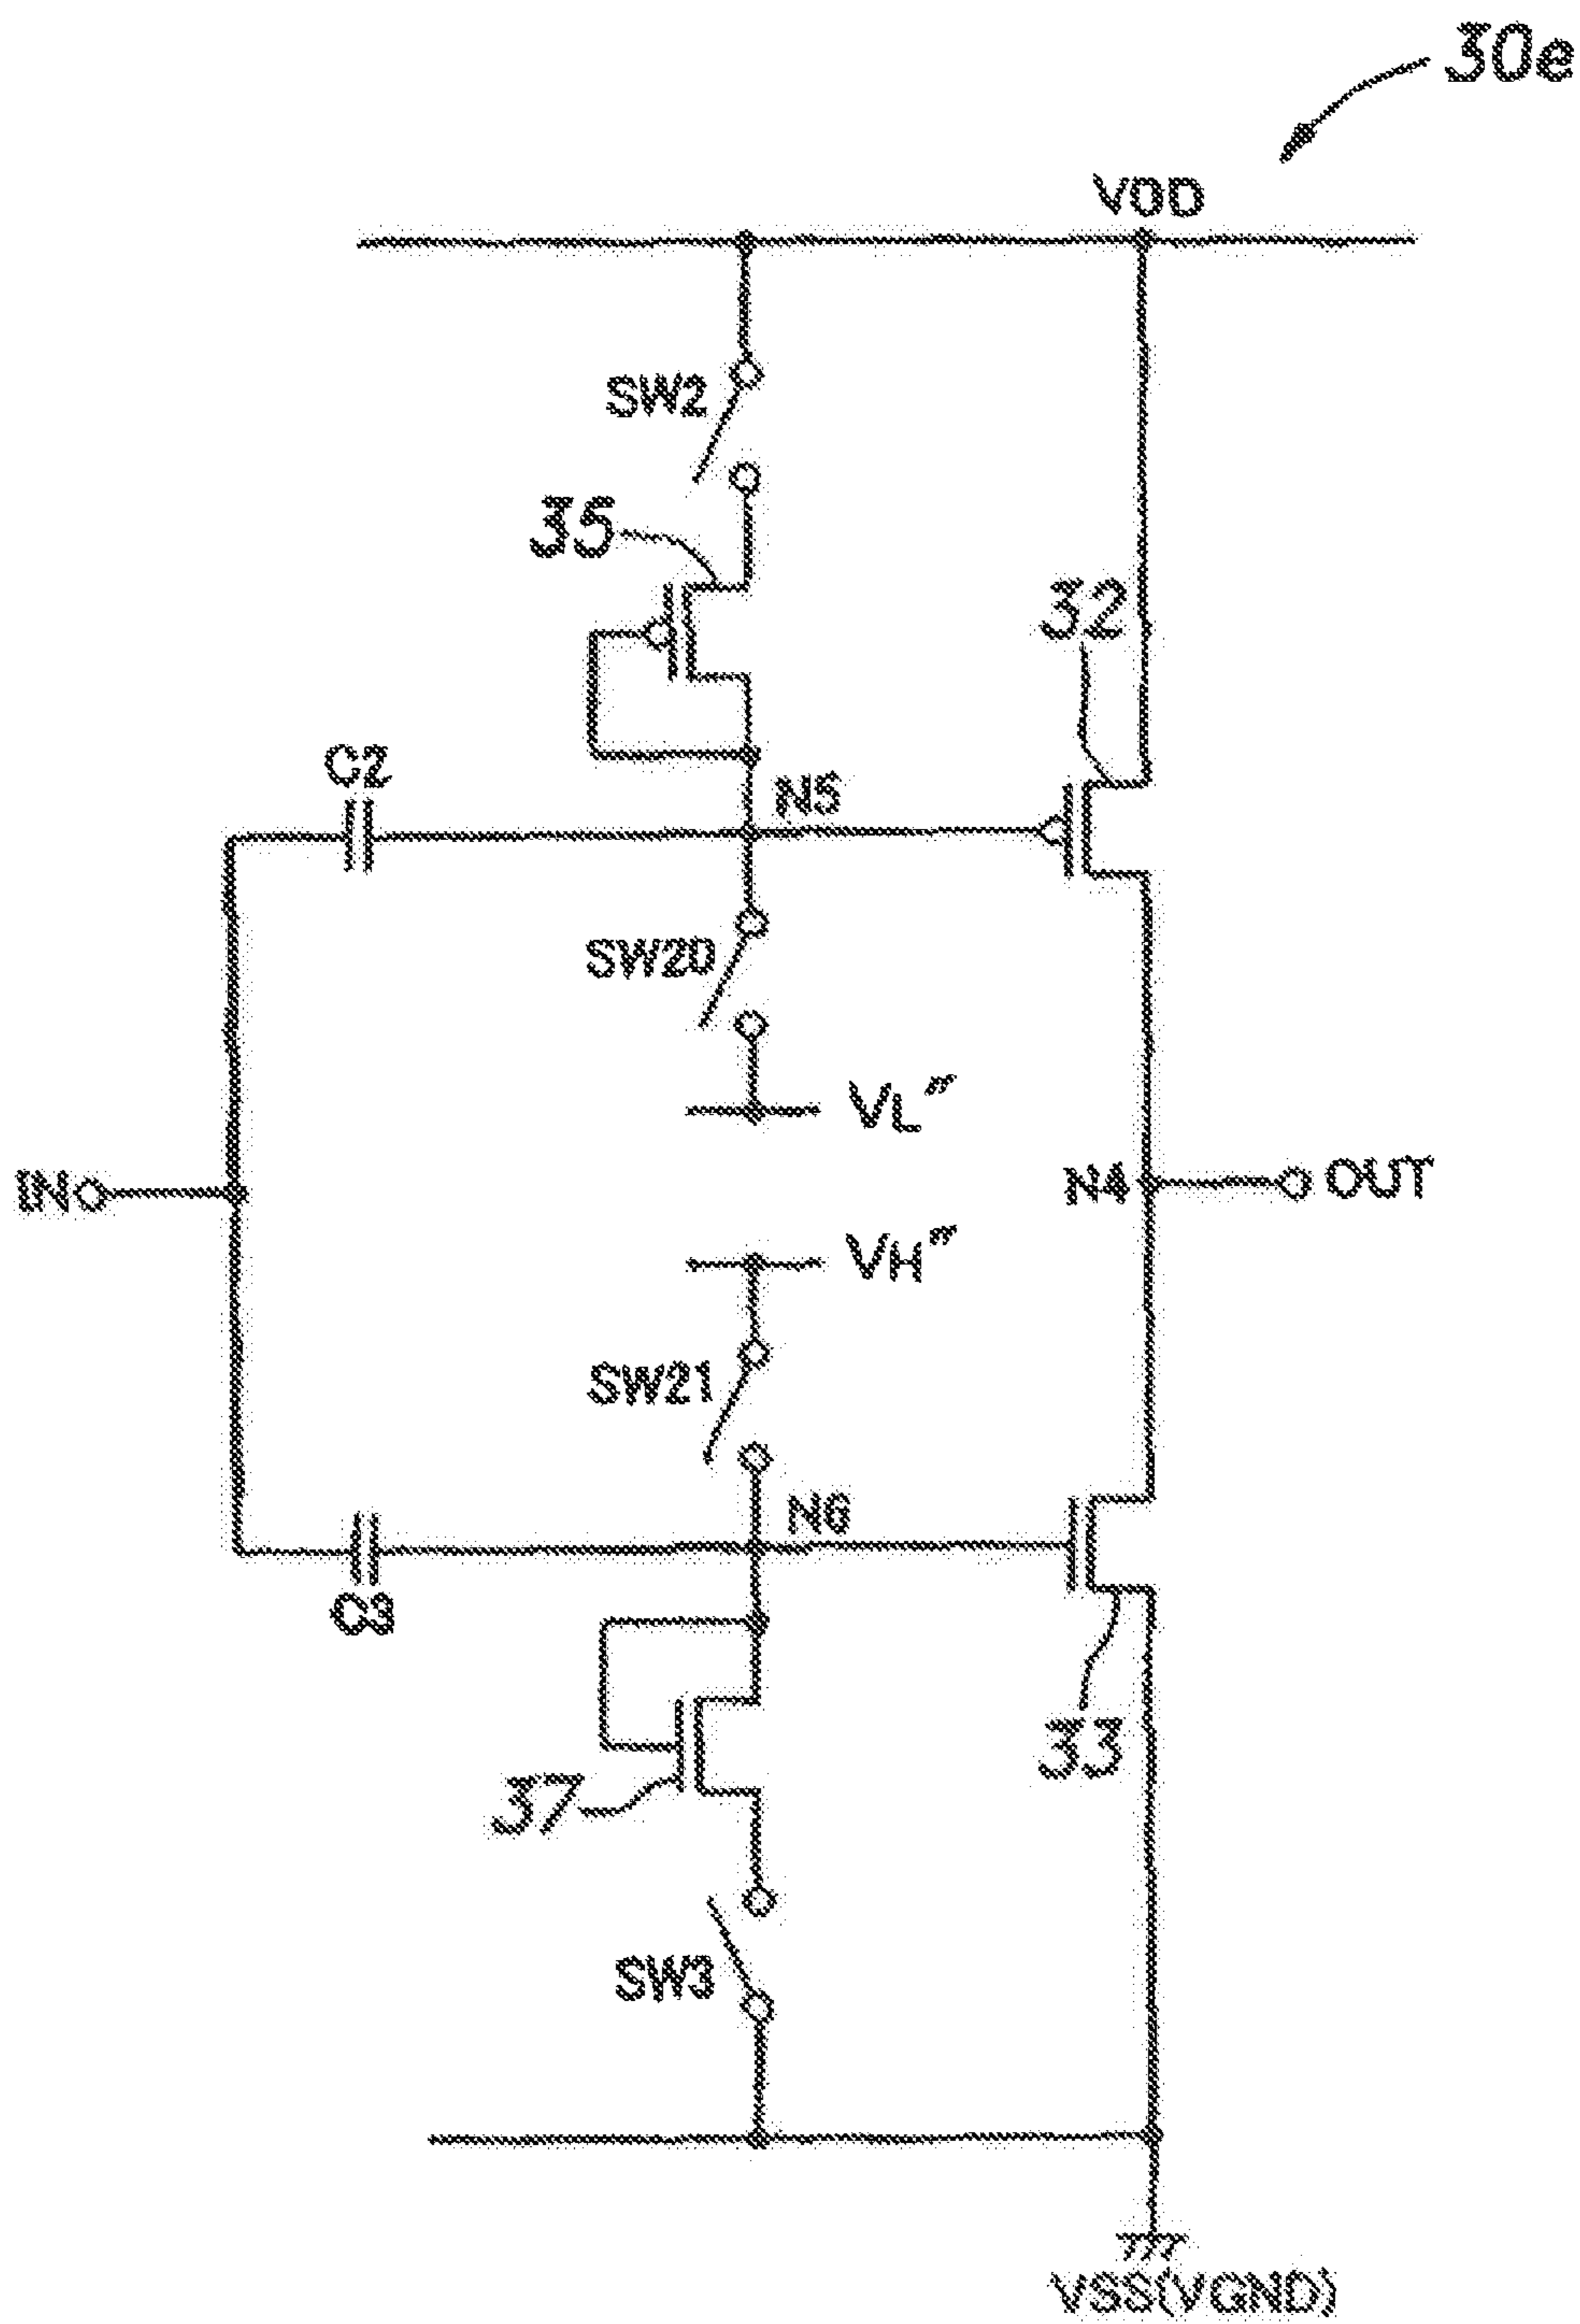 30e
VDD
SW2
35
32
C2
N5
SW20
VL"
IN
N4
OUT
VH"
SW21
N6
C3
33
37
SW3
VSS(VGND)